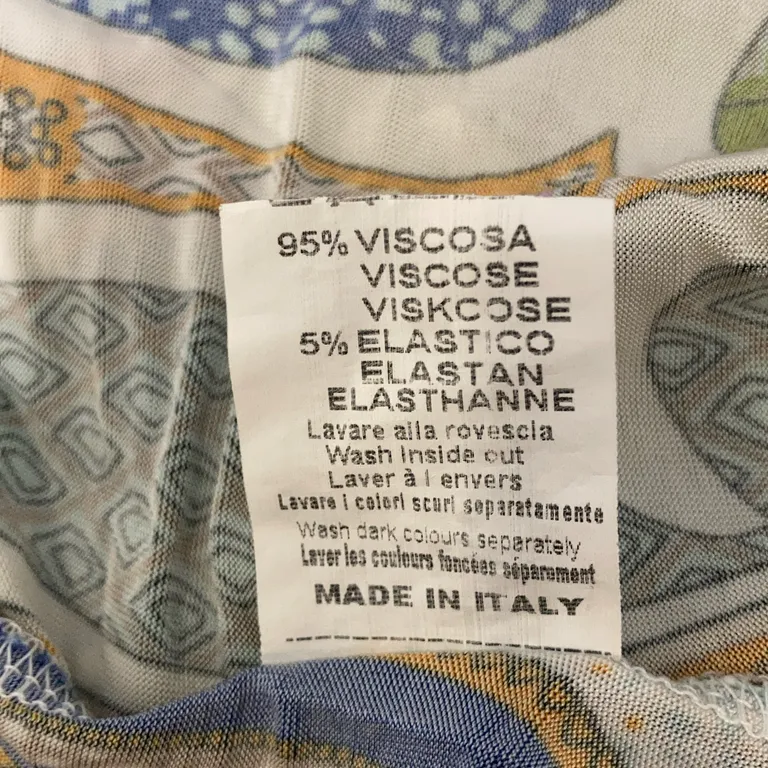 95% VISCOSA
VISCOSE
VISKCOSE
5% ELASTICO
ELASTAN
ELASTHANNE
Lavare alla rovescia
Wash Inside out
Laver à l envers
Lavare i colori scuri separatamente
Wash dark colours separately
Laver les couleurs foncées séparement
MADE IN ITALY